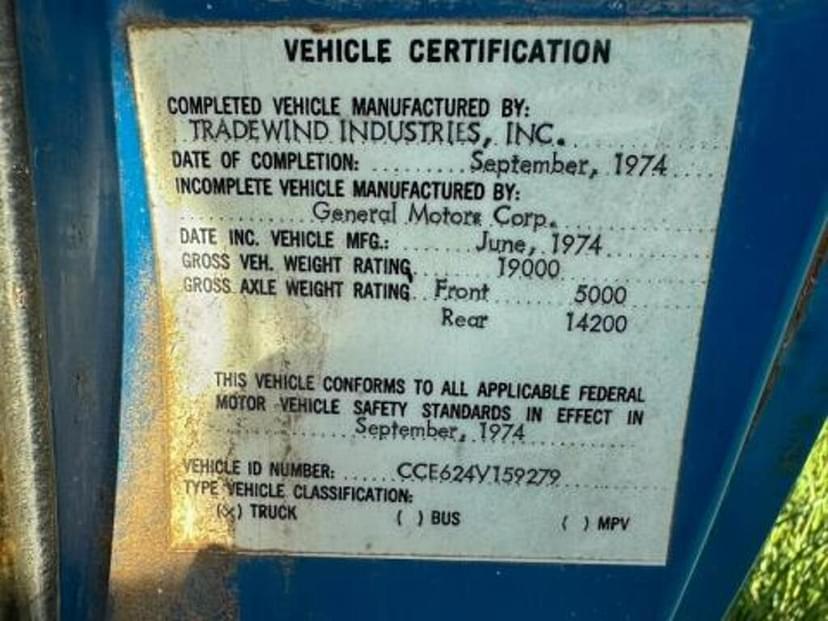 VEHICLE CERTIFICATION
COMPLETED VEHICLE MANUFACTURED BY:
TRADEWIND INDUSTRIES, INC.
DATE OF COMPLETION: ......... September, 1974
INCOMPLETE VEHICLE MANUFACTURED BY:
General Motors Corp.
DATE INC. VEHICLE MFG.: ....... June, 1974
GROSS VEH. WEIGHT RATING ....... 19000
GROSS AXLE WEIGHT RATING .. Front ....... 5000
Rear 14200
THIS VEHICLE CONFORMS TO ALL APPLICABLE FEDERAL
MOTOR VEHICLE SAFETY STANDARDS IN EFFECT IN
September, 1974
VEHICLE ID NUMBER: ...... CCE624V159279
TYPE VEHICLE CLASSIFICATION:
(x) TRUCK ( ) BUS ( ) MPV